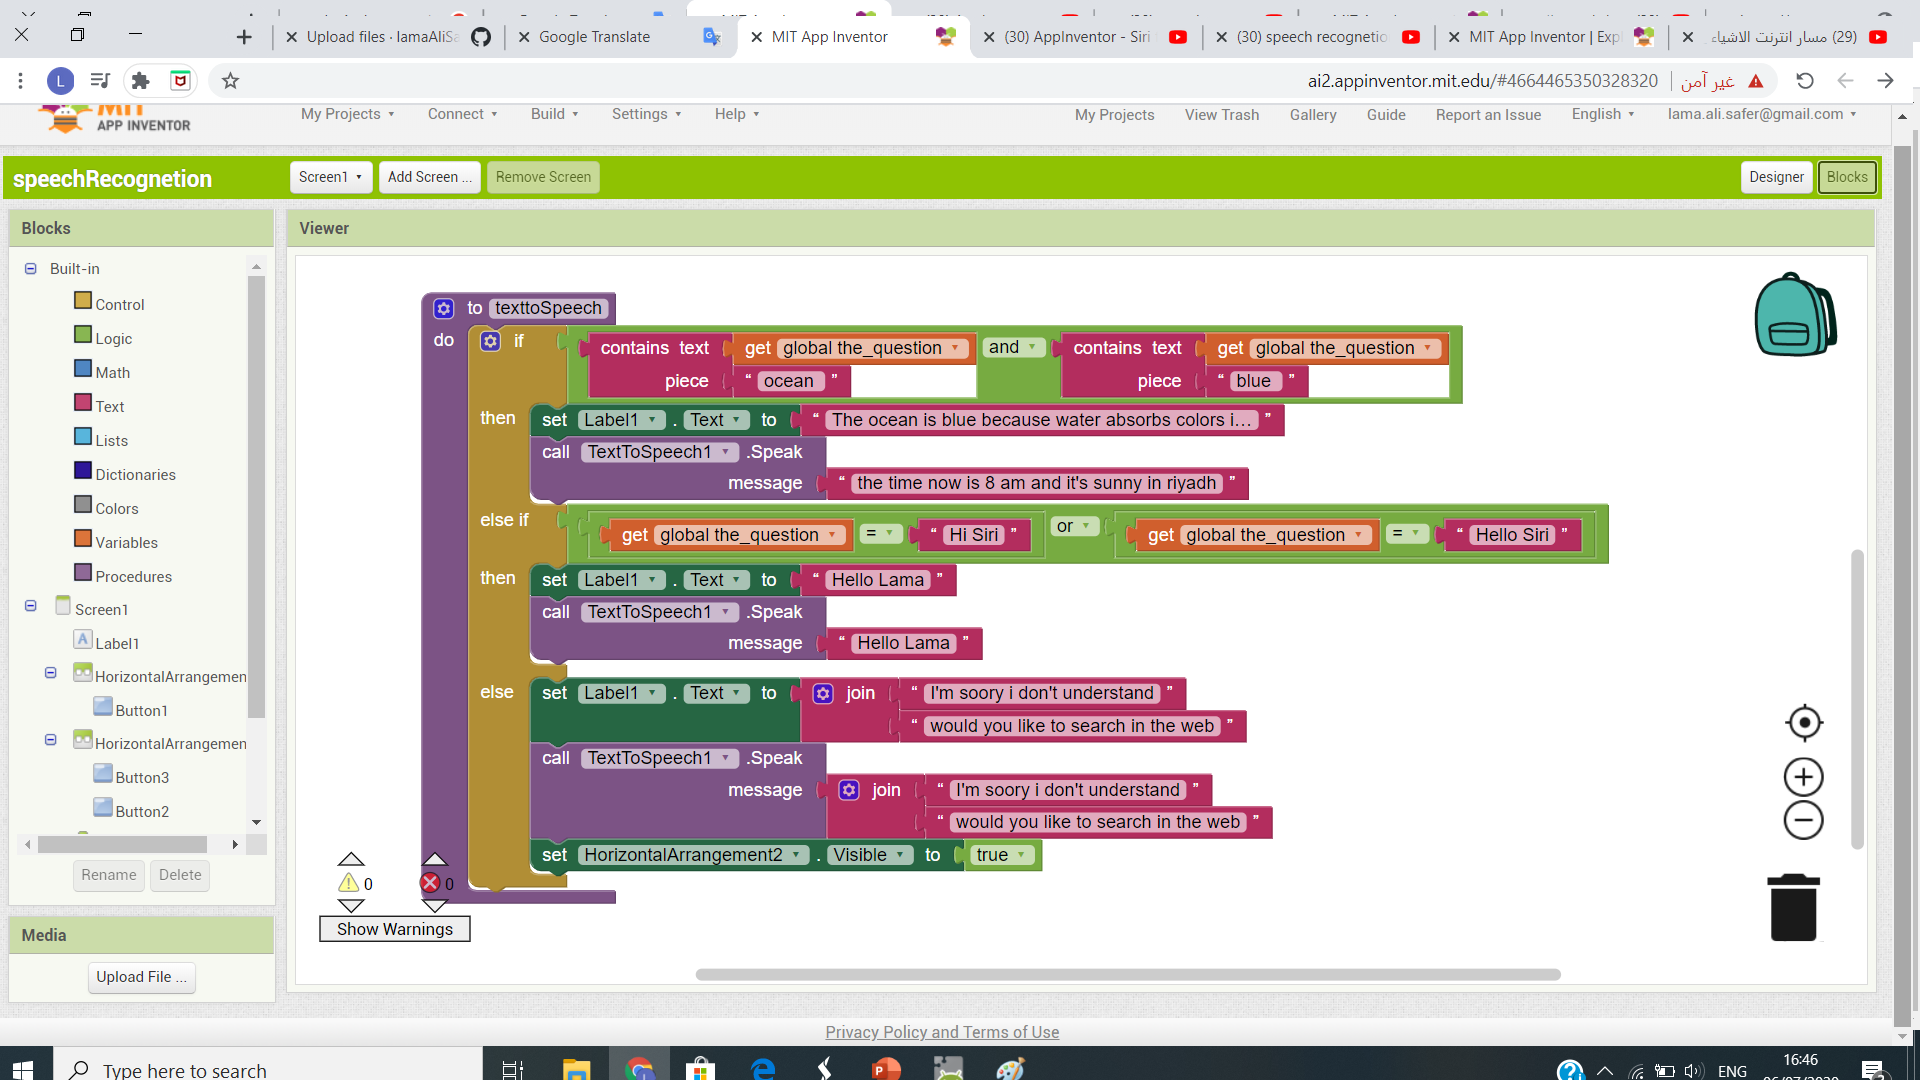 Upload files · lamaAliSa
Google Translate
MIT App Inventor
(30) AppInventor - Siri
(30) speech recognetio
MIT App Inventor | Exp
(29) مسار انترنت الاشياء
L
ai2.appinventor.mit.edu/#4664465350328320
غير آمن
MIT
APP INVENTOR
My Projects
Connect
Build
Settings
Help
My Projects
View Trash
Gallery
Guide
Report an Issue
English
lama.ali.safer@gmail.com
speechRecognetion
Screen1
Add Screen ...
Remove Screen
Designer
Blocks
Blocks
Viewer
Built-in
Control
Logic
Math
Text
Lists
Dictionaries
Colors
Variables
Procedures
Screen1
Label1
HorizontalArrangemen
Button1
HorizontalArrangemen
Button3
Button2
Rename
Delete
Media
Upload File ...
to texttoSpeech
do if contains text get global the_question and contains text get global the_question
piece “ ocean ” piece “ blue ”
then set Label1 . Text to “ The ocean is blue because water absorbs colors i... ”
call TextToSpeech1 .Speak
message “ the time now is 8 am and it's sunny in riyadh ”
else if get global the_question = “ Hi Siri ” or get global the_question = “ Hello Siri ”
then set Label1 . Text to “ Hello Lama ”
call TextToSpeech1 .Speak
message “ Hello Lama ”
else set Label1 . Text to join “ I'm soory i don't understand ”
“ would you like to search in the web ”
call TextToSpeech1 .Speak
message join “ I'm soory i don't understand ”
“ would you like to search in the web ”
set HorizontalArrangement2 . Visible to true
0
0
Show Warnings
Privacy Policy and Terms of Use
Type here to search
ENG
16:46